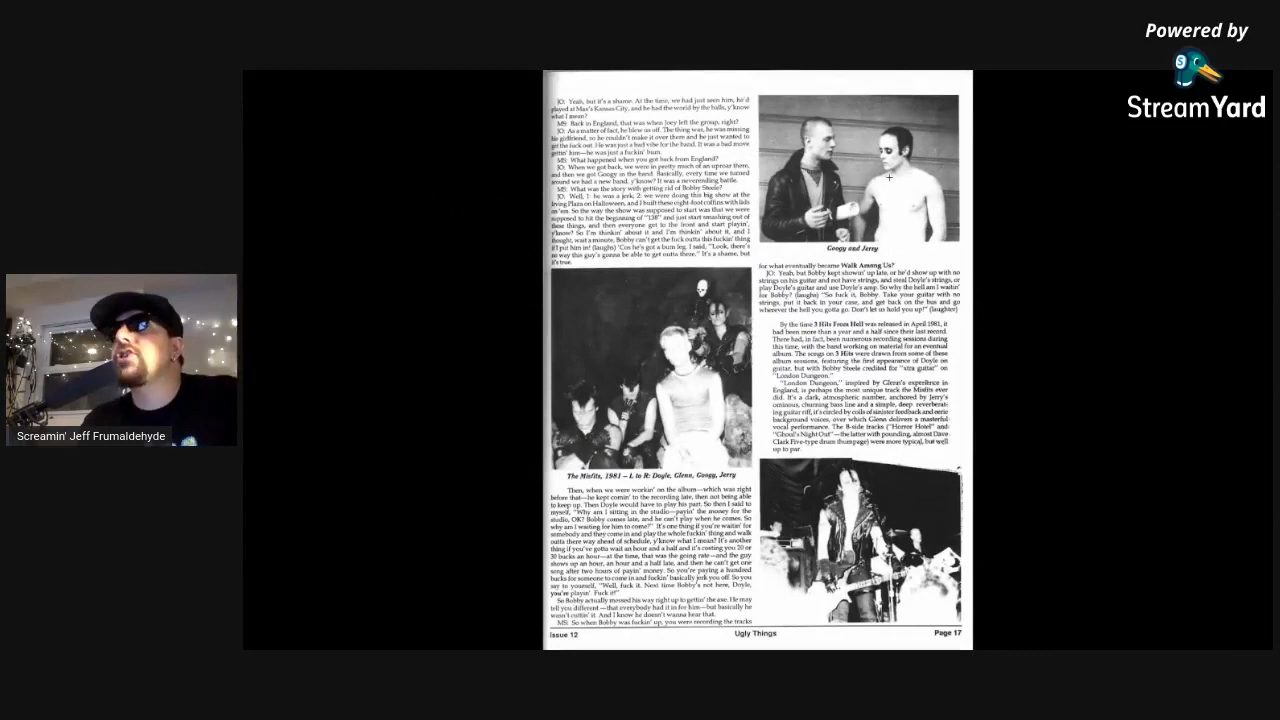 Powered by
StreamYard
JO: Yeah, but it's a shame. At the time, we had just seen him, he'd
played at Max's Kansas City, and he had the world by the balls, y'know
what I mean?
MS: Back in England, that was when Joey left the group, right?
JO: As a matter of fact, he blew us off. The thing was, he was missing
his girlfriend, so he couldn't make it over there and he just wanted to
get the fuck out. He was just a bad vibe for the band. It was a bad move
gettin' him—he was just a fuckin' bum.
MS: What happened when you got back from England?
JO: When we got back, we were in pretty much of an uproar there,
and then we got Googy in the band. Basically, every time we turned
around we had a new band, y'know? It was a neverending battle.
MS: What was the story with getting rid of Bobby Steele?
JO: Well, 1: he was a jerk; 2: we were doing this big show at the
Irving Plaza on Halloween, and I built these eight-foot coffins with lids
on 'em. So the way the show was supposed to start was that we were
supposed to hit the beginning of "138" and just start smashing out of
these things, and then everyone get to the front and start playin',
y'know? So I'm thinkin' about it and I'm thinkin' about it, and I
thought, wait a minute, Bobby can't get the fuck outta this fuckin' thing
if I put him in! (laughs) 'Cos he's got a bum leg. I said, "Look, there's
no way this guy's gonna be able to get outta there." It's a shame, but
it's true.
The Misfits, 1981 – L to R: Doyle, Glenn, Googy, Jerry
Then, when we were workin' on the album—which was right
before that—he kept comin' to the recording late, then not being able
to keep up. Then Doyle would have to play his part. So then I said to
myself, "Why am I sitting in the studio—payin' the money for the
studio, OK? Bobby comes late, and he can't play when he comes. So
why am I waiting for him to come?" It's one thing if you're waitin' for
somebody and they come in and play the whole fuckin' thing and walk
outta there way ahead of schedule, y'know what I mean? It's another
thing if you've gotta wait an hour and a half and it's costing you 20 or
30 bucks an hour—at the time, that was the going rate—and the guy
shows up an hour, an hour and a half late, and then he can't get one
song after two hours of payin' money. So you're paying a hundred
bucks for someone to come in and fuckin' basically jerk you off. So you
say to yourself, "Well, fuck it. Next time Bobby's not here, Doyle,
you're playin'. Fuck it!"
So Bobby actually messed his way right up to gettin' the axe. He may
tell you different —that everybody had it in for him—but basically he
wasn't cuttin' it. And I know he doesn't wanna hear that.
MS: So when Bobby was fuckin' up, you were recording the tracks
Googy and Jerry
for what eventually became Walk Among Us?
JO: Yeah, but Bobby kept showin' up late, or he'd show up with no
strings on his guitar and not have strings, and steal Doyle's strings, or
play Doyle's guitar and use Doyle's amp. So why the hell am I waitin'
for Bobby? (laughs) "So fuck it, Bobby. Take your guitar with no
strings, put it back in your case, and get back on the bus and go
wherever the hell you gotta go. Don't let us hold you up!" (laughter)
By the time 3 Hits From Hell was released in April 1981, it
had been more than a year and a half since their last record.
There had, in fact, been numerous recording sessions during
this time, with the band working on material for an eventual
album. The songs on 3 Hits were drawn from some of these
album sessions, featuring the first appearance of Doyle on
guitar, but with Bobby Steele credited for "xtra guitar" on
"London Dungeon."
"London Dungeon," inspired by Glenn's experience in
England, is perhaps the most unique track the Misfits ever
did. It's a dark, atmospheric number, anchored by Jerry's
ominous, churning bass line and a simple, deep reverberat-
ing guitar riff, it's circled by coils of sinister feedback and eerie
background voices, over which Glenn delivers a masterful
vocal performance. The B-side tracks ("Horror Hotel" and
"Ghoul's Night Out"—the latter with pounding, almost Dave
Clark Five-type drum thumpage) were more typical, but well
up to par.
Issue 12
Ugly Things
Page 17
Screamin' Jeff Frumaldehyde